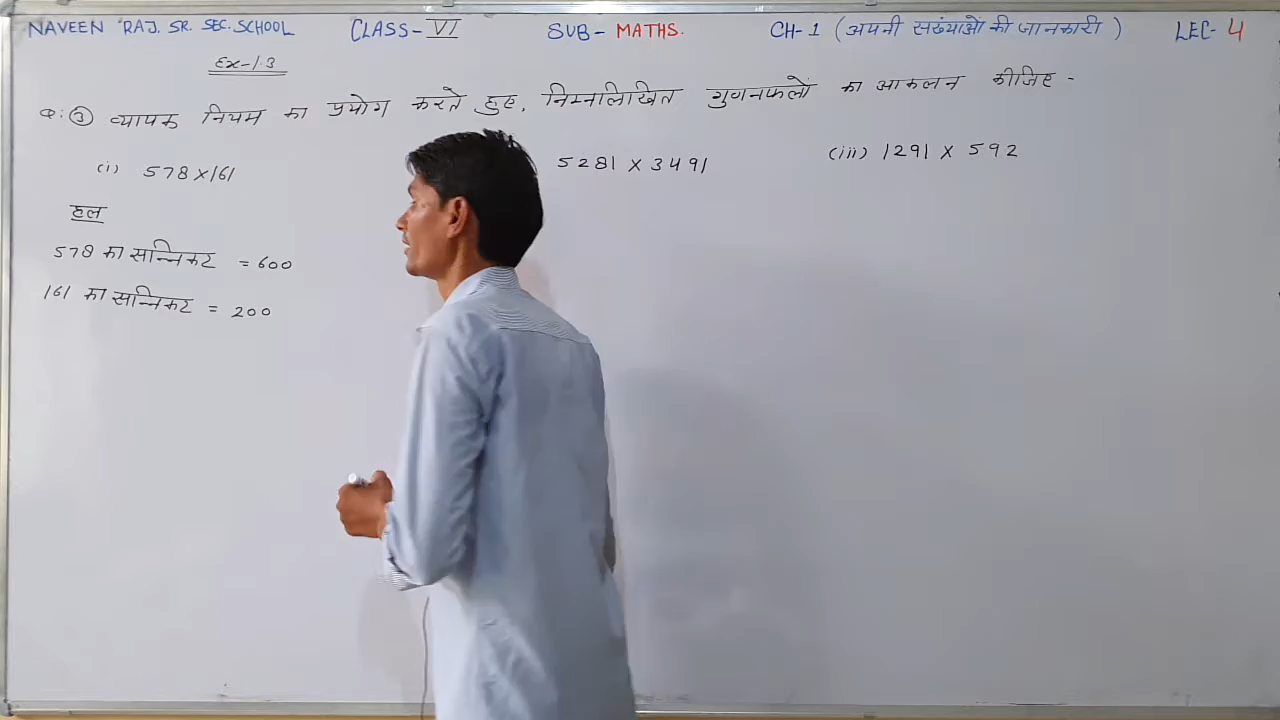 NAVEEN RAJ. SR. SEC. SCHOOL CLASS-VI SUB- MATHS. CH-1 (अपनी संख्याओ की जानकारी) LEC- 4
Ex-1.3
Q:③ व्यापक नियम का प्रयोग करते हुए, निम्नलिखित गुणनफलों का आकलन कीजिए -
(i) 578×161 5281 × 3491 (iii) 1291 × 592
हल
578 का सन्निकट = 600
161 का सन्निकट = 200